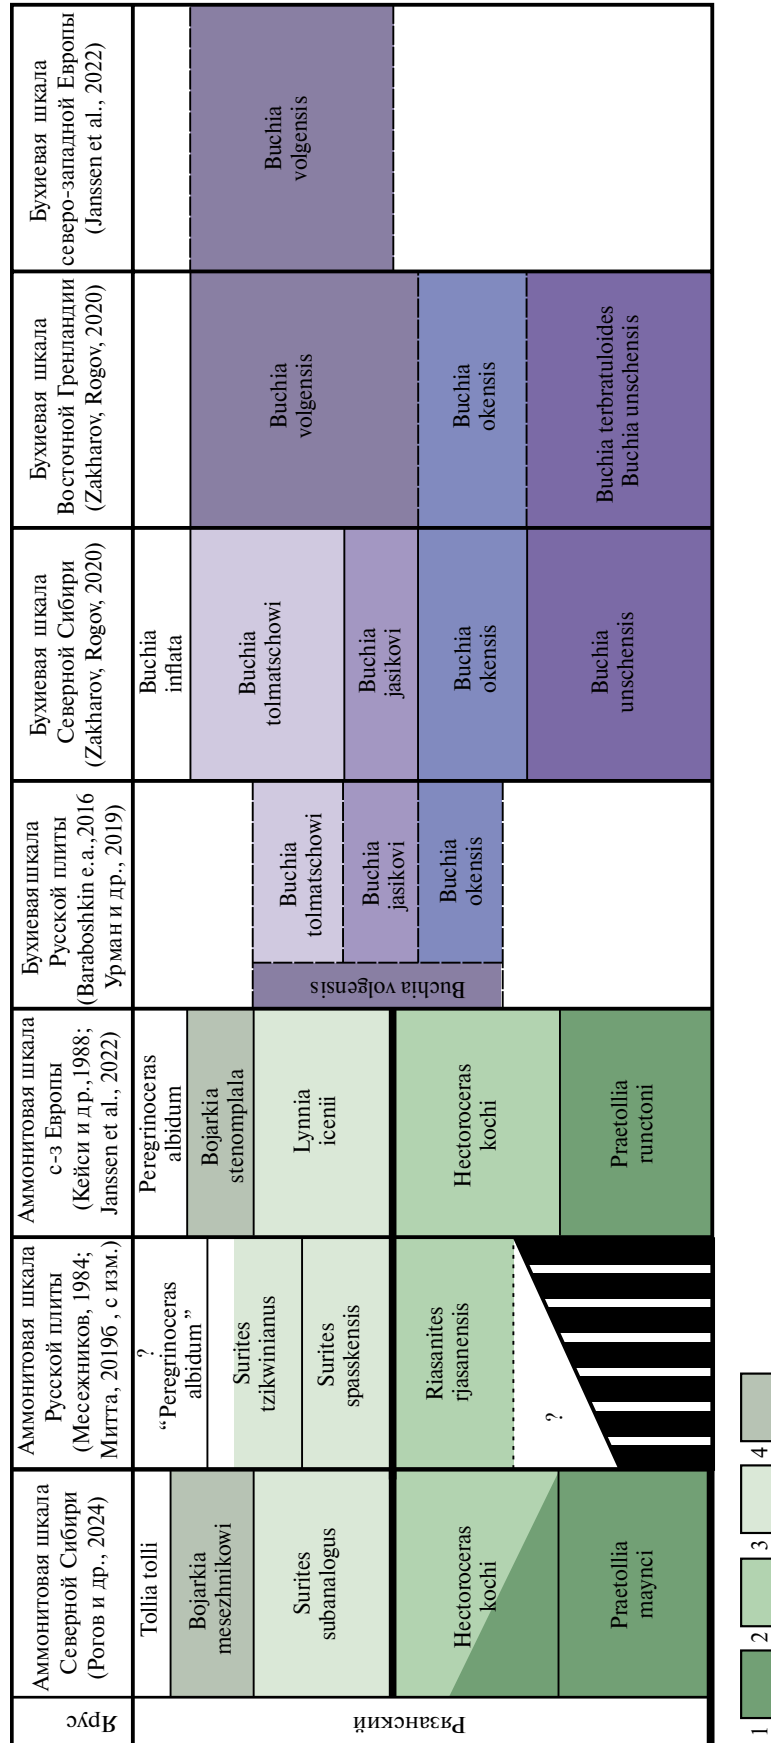 Ярус
Рязанский
Аммонитовая шкала
Северной Сибири
(Рогов и др., 2024)
Tollia tolli
Bojarkia
mesezhnikowi
Surites
subanalogus
Hectoroceras
kochi
Praetollia
maynci
Аммонитовая шкала
Русской плиты
(Месежников, 1984;
Митта, 2019б , с изм.)
?
“Peregrinoceras
albidum”
Surites
tzikwinianus
Surites
spasskensis
Riasanites
rjasanensis
?
Аммонитовая шкала
с-з Европы
(Кейси и др.,1988;
Janssen et al., 2022)
Peregrinoceras
albidum
Bojarkia
stenomplala
Lynnia
icenii
Hectoroceras
kochi
Praetollia
runctoni
Бухиевая шкала
Русской плиты
(Baraboshkin e.a.,2016
Урман и др., 2019)
Buchia volgensis
Buchia
tolmatschowi
Buchia
jasikovi
Buchia
okensis
Бухиевая шкала
Северной Сибири
(Zakharov, Rogov, 2020)
Buchia
inflata
Buchia
tolmatschowi
Buchia
jasikovi
Buchia
okensis
Buchia
unschensis
Бухиевая шкала
Восточной Гренландии
(Zakharov, Rogov, 2020)
Buchia
volgensis
Buchia
okensis
Buchia terbratuloides
Buchia unschensis
Бухиевая шкала
северо-западной Европы
(Janssen et al., 2022)
Buchia
volgensis
1
2
3
4